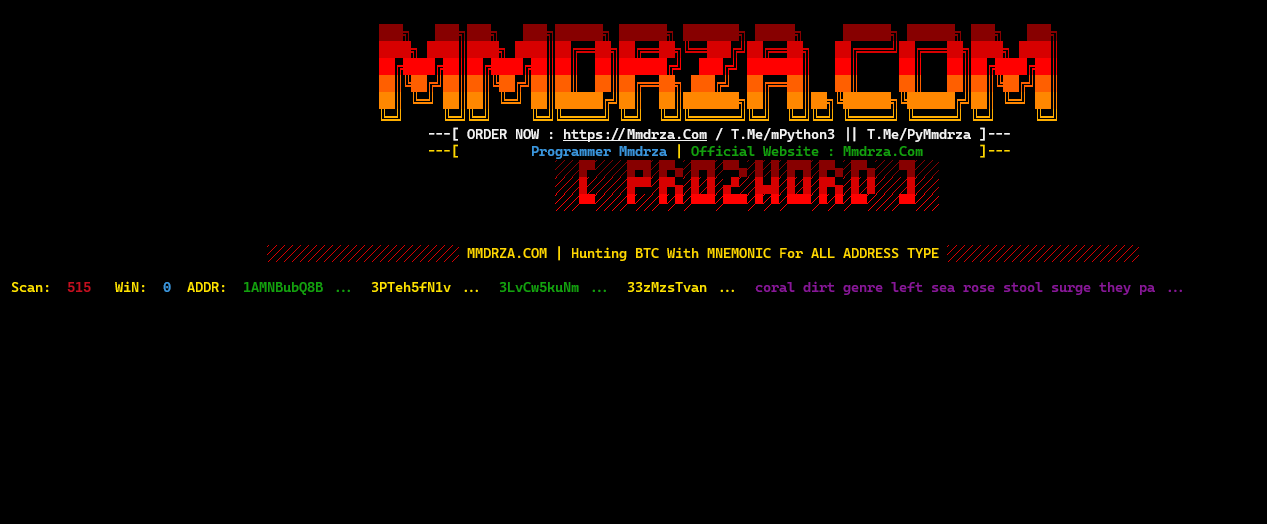 MMDRZA.COM
---[ ORDER NOW : https://Mmdrza.Com / T.Me/mPython3 || T.Me/PyMmdrza ]---
---[ Programmer Mmdrza | Official Website : Mmdrza.Com ]---
MMDRZA.COM | Hunting BTC With MNEMONIC For ALL ADDRESS TYPE
Scan: 515 WiN: 0 ADDR: 1AMNBubQ8B ... 3PTeh5fN1v ... 3LvCw5kuNm ... 33zMzsTvan ... coral dirt genre left sea rose stool surge they pa ...